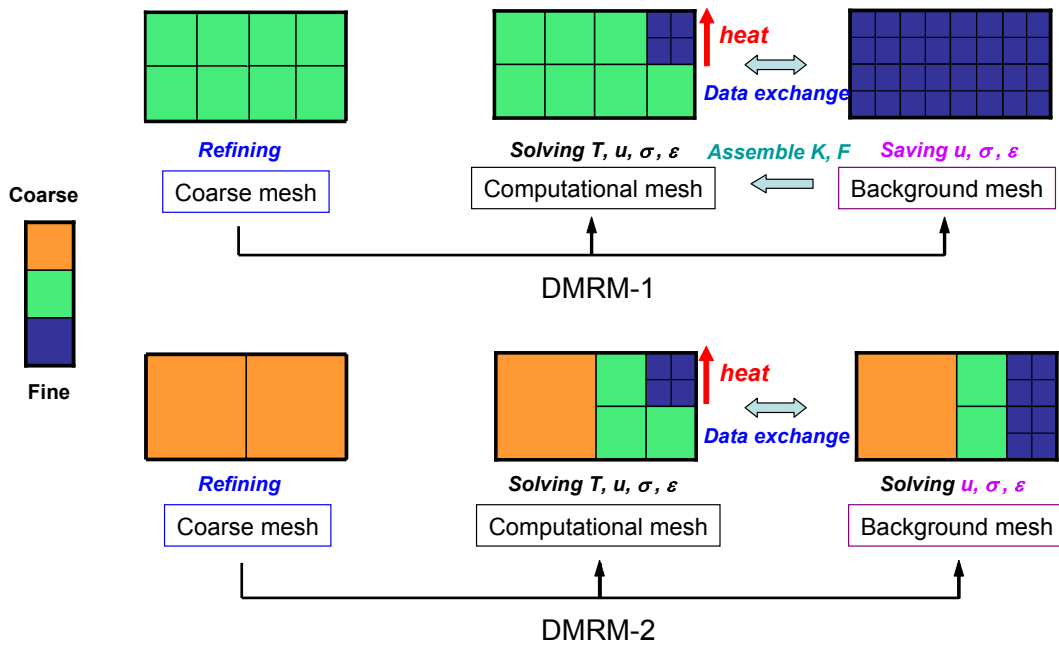 heat
Data exchange
Refining
Solving T, u, σ, ε
Assemble K, F
Saving u, σ, ε
Coarse mesh
Computational mesh
Background mesh
DMRM-1
Coarse
Fine
heat
Data exchange
Refining
Solving T, u, σ, ε
Solving u, σ, ε
Coarse mesh
Computational mesh
Background mesh
DMRM-2